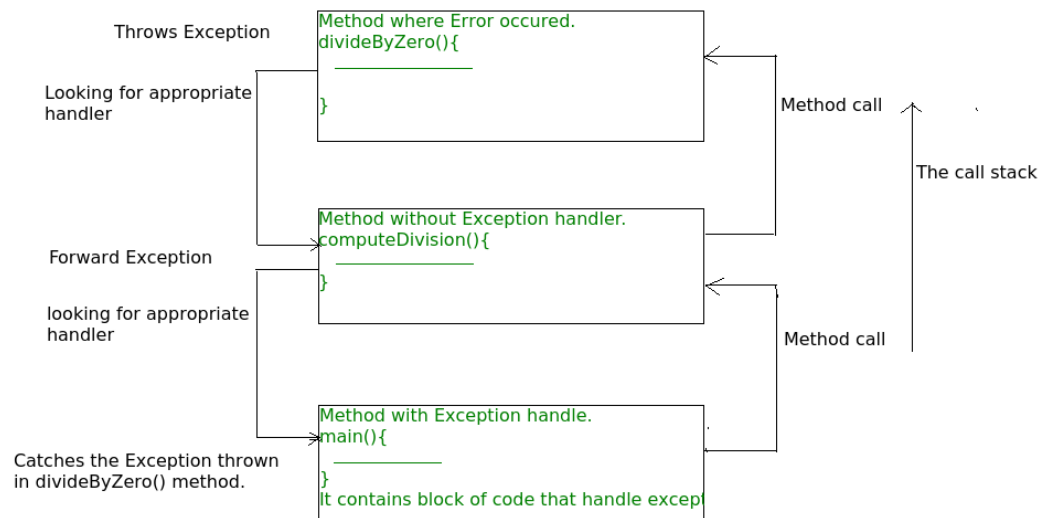 Throws Exception
Method where Error occured.
divideByZero(){
}
Looking for appropriate
handler
Method call
The call stack
Method without Exception handler.
computeDivision(){
}
Forward Exception
looking for appropriate
handler
Method call
Method with Exception handle.
main(){
}
It contains block of code that handle except
Catches the Exception thrown
in divideByZero() method.